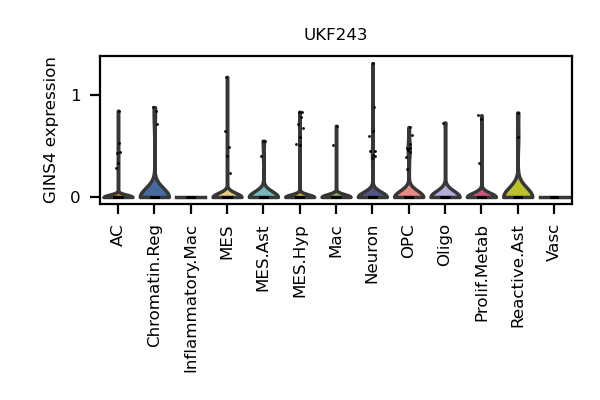 UKF243
GINS4 expression
1
0
AC
Chromatin.Reg
Inflammatory.Mac
MES
MES.Ast
MES.Hyp
Mac
Neuron
OPC
Oligo
Prolif.Metab
Reactive.Ast
Vasc